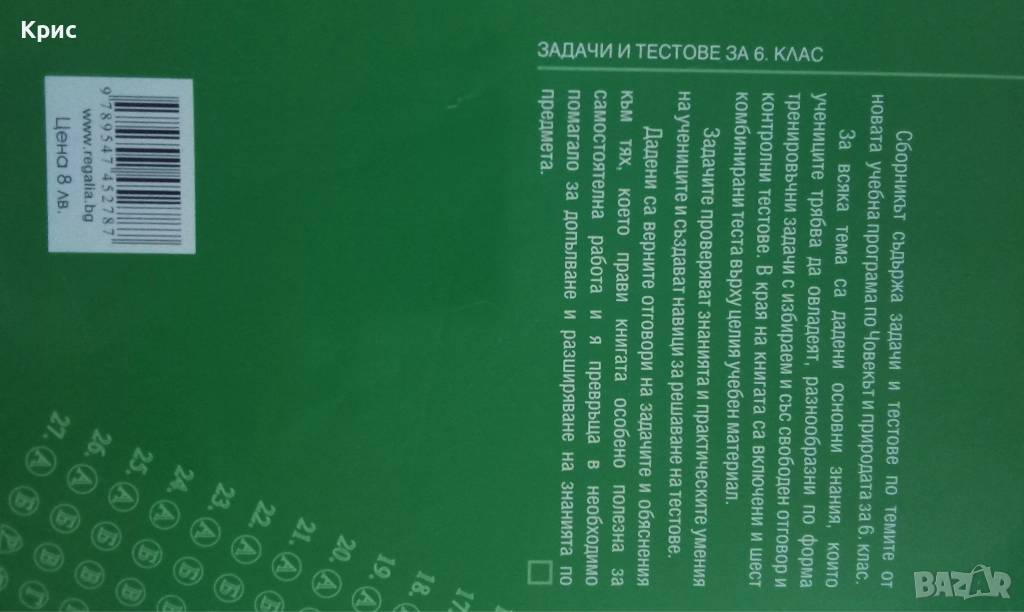 Крис
ЗАДАЧИ И ТЕСТОВЕ ЗА 6. КЛАС
Сборникът съдържа задачи и тестове по темите от
новата учебна програма по Човекът и природата за 6. клас.
За всяка тема са дадени основни знания, които
учениците трябва да овладеят, разнообразни по форма
тренировъчни задачи с избираем и със свободен отговор и
контролни тестове. В края на книгата са включени и шест
комбинирани теста върху целия учебен материал.
Задачите проверяват знанията и практическите умения
на учениците и създават навици за решаване на тестове.
Дадени са верните отговори на задачите и обяснения
към тях, което прави книгата особено полезна за
самостоятелна работа и я превръща в необходимо
помагало за допълване и разширяване на знанията по
предмета.
9 789547 452787
www.regalia.bg
Цена 8 лв.
17.
18.
19.
20. А
21. А
22. А Б
23. А Б
24. А Б В
25. А Б В
26. А Б В Г
27. А Б В Г
BAZAR